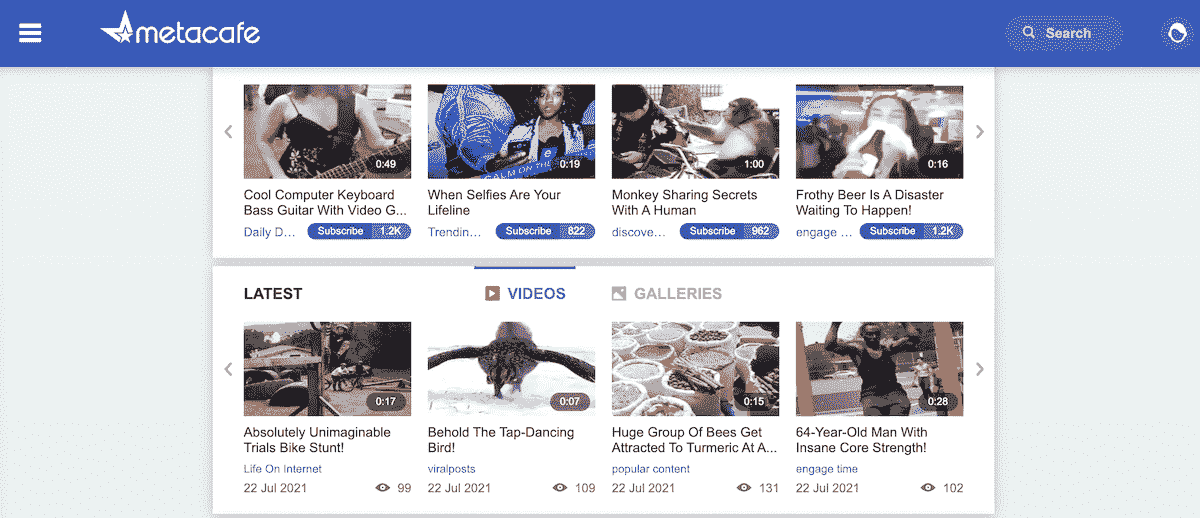 metacafe
Search
0:49
0:19
1:00
0:16
Cool Computer Keyboard
Bass Guitar With Video G...
When Selfies Are Your
Lifeline
Monkey Sharing Secrets
With A Human
Frothy Beer Is A Disaster
Waiting To Happen!
Daily D... Subscribe 1.2K
Trendin... Subscribe 822
discove... Subscribe 962
engage ... Subscribe 1.2K
LATEST
VIDEOS
GALLERIES
0:17
0:07
0:15
0:28
Absolutely Unimaginable
Trials Bike Stunt!
Behold The Tap-Dancing
Bird!
Huge Group Of Bees Get
Attracted To Turmeric At A...
64-Year-Old Man With
Insane Core Strength!
Life On Internet
viralposts
popular content
engage time
22 Jul 2021 99
22 Jul 2021 109
22 Jul 2021 131
22 Jul 2021 102